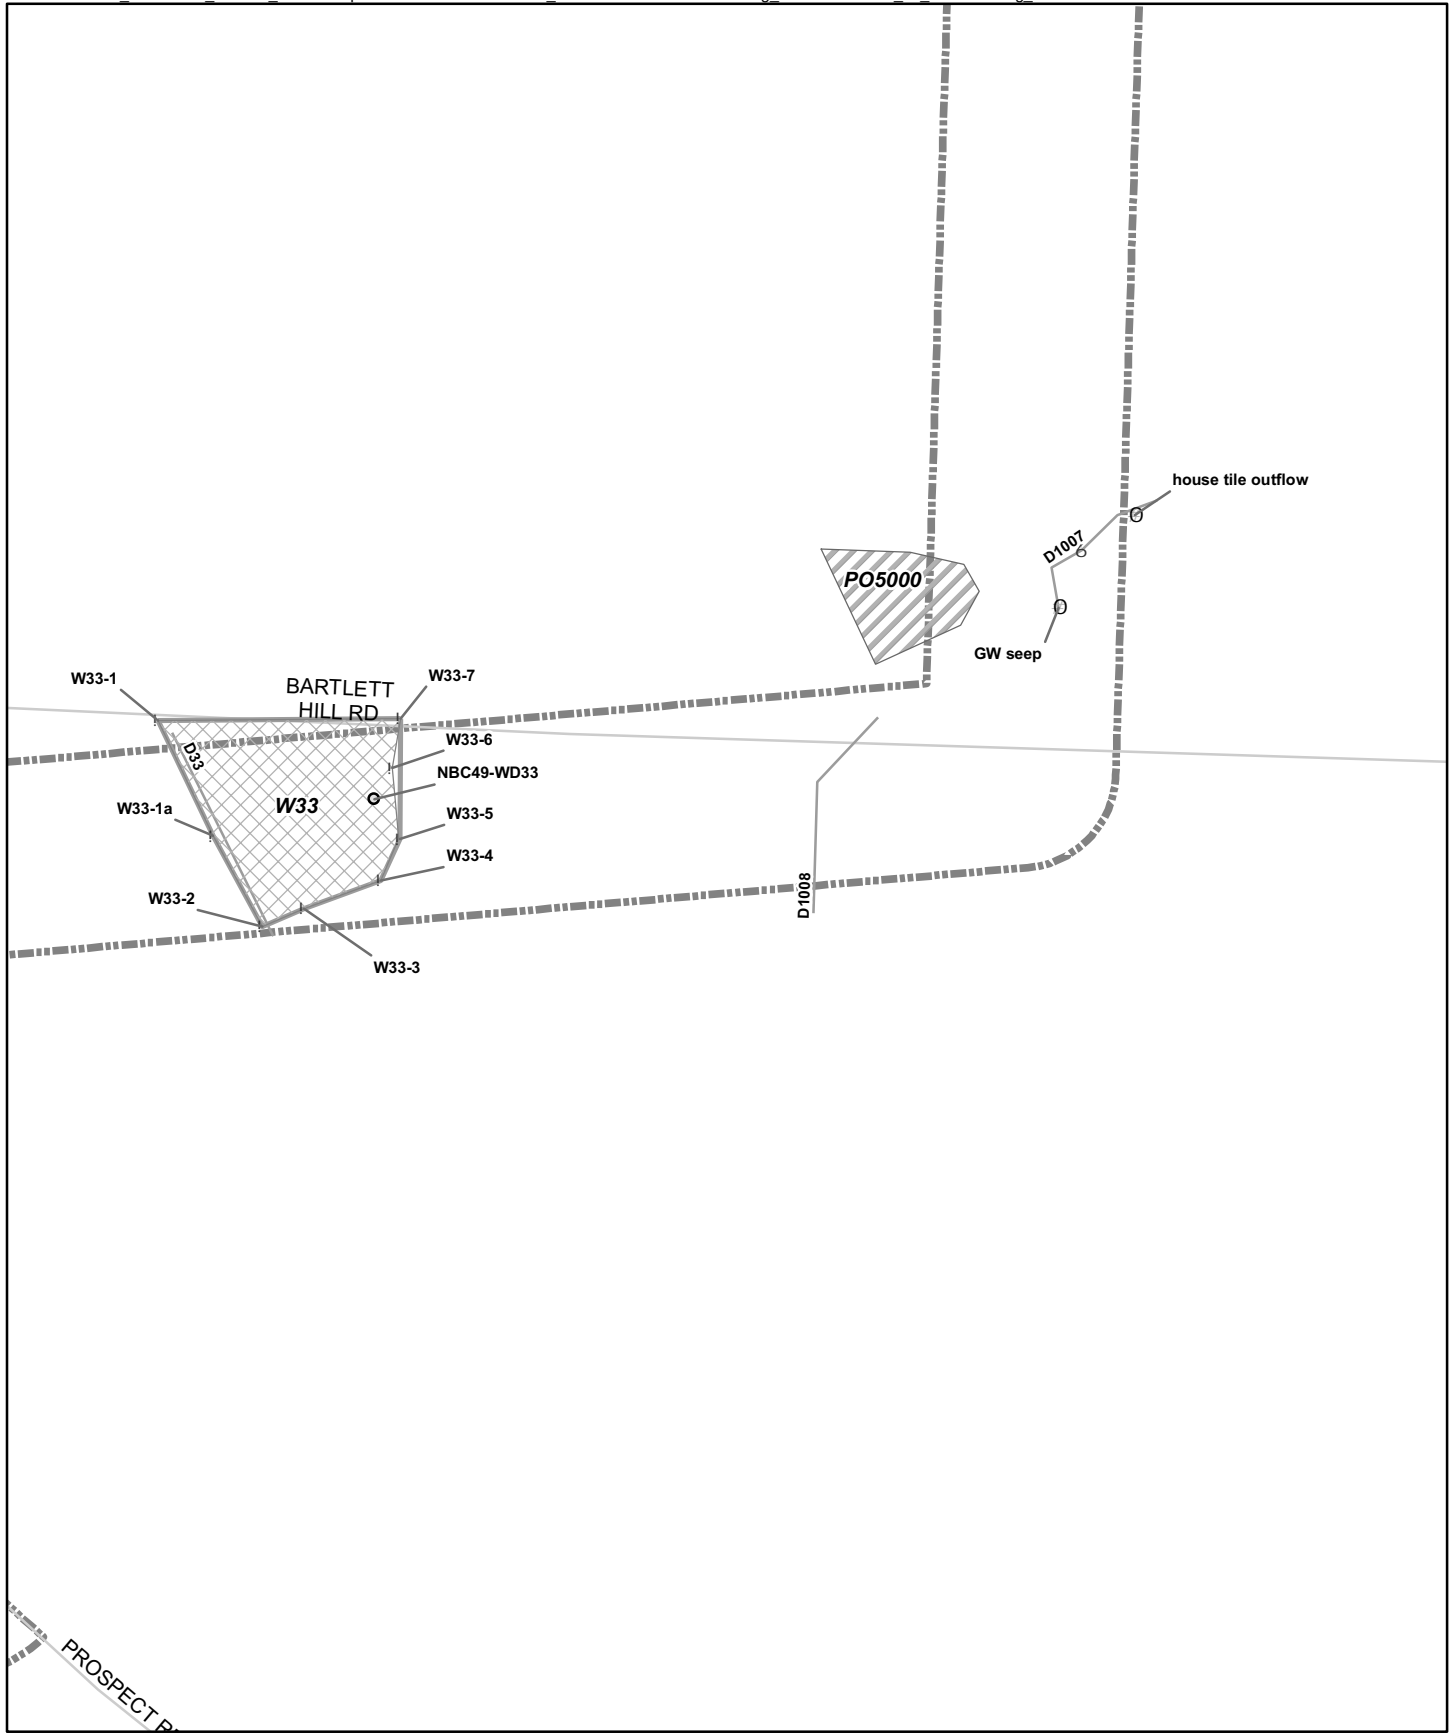 house tile outflow
D1007
PO5000
GW seep
W33-1
BARTLETT
HILL RD
W33-7
W33-6
D33
NBC49-WD33
W33
W33-1a
W33-5
W33-4
D1008
W33-2
W33-3
PROSPECT